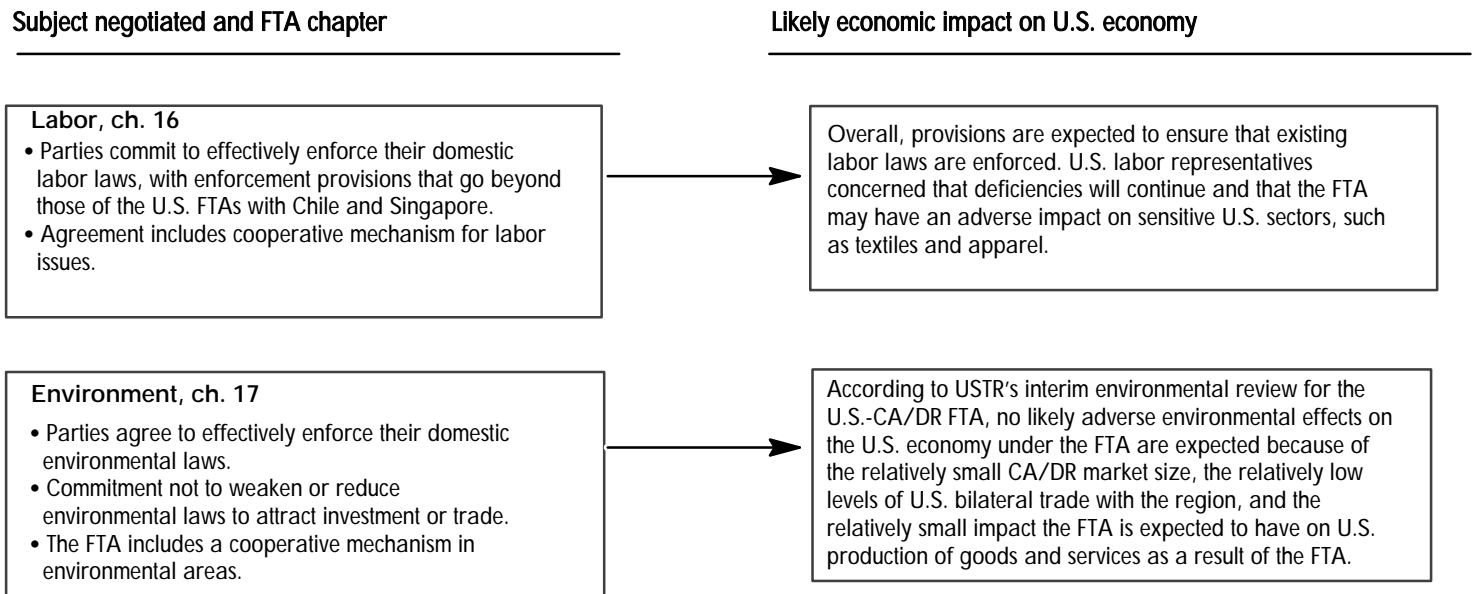 Subject negotiated and FTA chapter
Likely economic impact on U.S. economy
Labor, ch. 16
• Parties commit to effectively enforce their domestic
labor laws, with enforcement provisions that go beyond
those of the U.S. FTAs with Chile and Singapore.
• Agreement includes cooperative mechanism for labor
issues.
Overall, provisions are expected to ensure that existing
labor laws are enforced. U.S. labor representatives
concerned that deficiencies will continue and that the FTA
may have an adverse impact on sensitive U.S. sectors, such
as textiles and apparel.
Environment, ch. 17
• Parties agree to effectively enforce their domestic
environmental laws.
• Commitment not to weaken or reduce
environmental laws to attract investment or trade.
• The FTA includes a cooperative mechanism in
environmental areas.
According to USTR's interim environmental review for the
U.S.-CA/DR FTA, no likely adverse environmental effects on
the U.S. economy under the FTA are expected because of
the relatively small CA/DR market size, the relatively low
levels of U.S. bilateral trade with the region, and the
relatively small impact the FTA is expected to have on U.S.
production of goods and services as a result of the FTA.